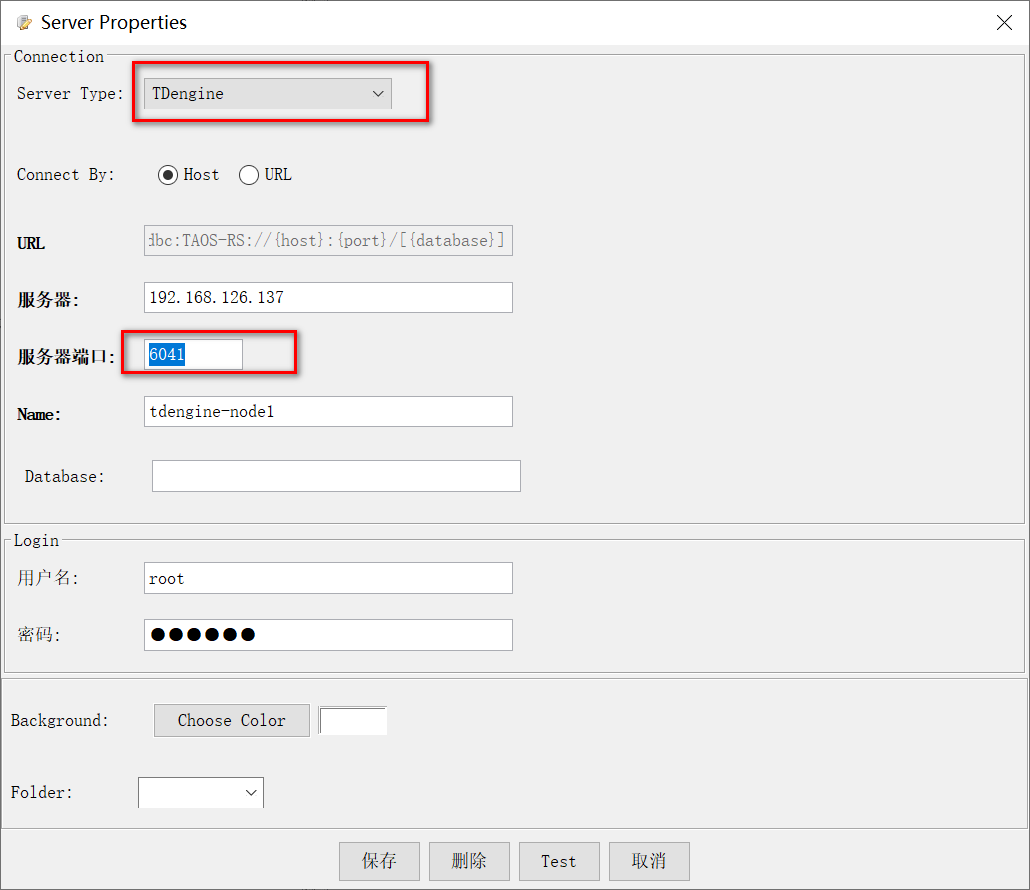 Server Properties
Connection
Server Type: TDengine
Connect By: Host URL
URL dbc:TAOS-RS://{host}:{port}/[{database}]
服务器: 192.168.126.137
服务器端口: 6041
Name: tdengine-node1
Database:
Login
用户名: root
密码: ●●●●●●
Background: Choose Color
Folder:
保存 删除 Test 取消